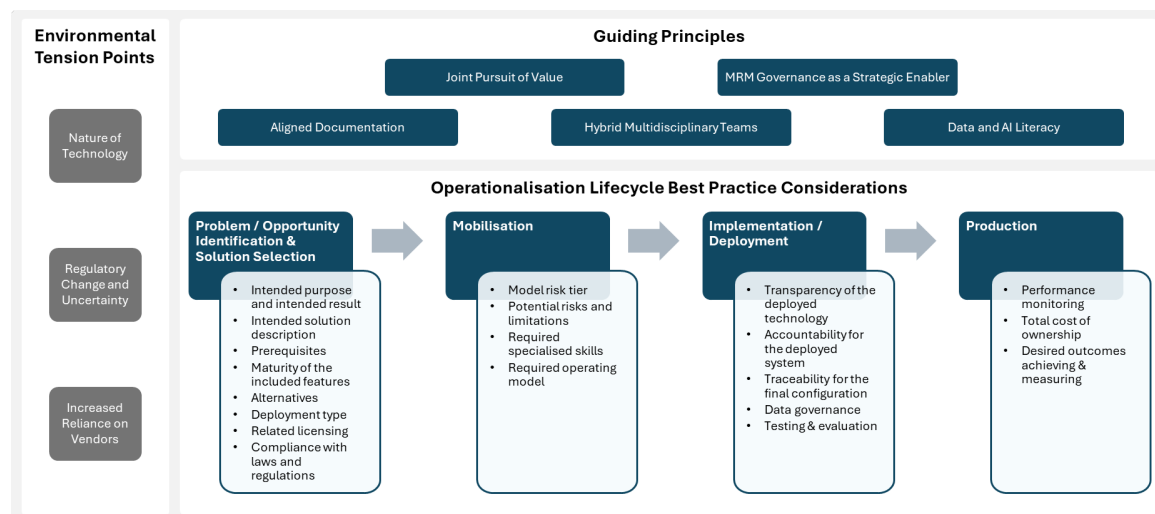 Environmental
Tension Points
Nature of
Technology
Regulatory
Change and
Uncertainty
Increased
Reliance on
Vendors
Guiding Principles
Joint Pursuit of Value
MRM Governance as a Strategic Enabler
Aligned Documentation
Hybrid Multidisciplinary Teams
Data and AI Literacy
Operationalisation Lifecycle Best Practice Considerations
Problem / Opportunity
Identification &
Solution Selection
• Intended purpose
and intended result
• Intended solution
description
• Prerequisites
• Maturity of the
included features
• Alternatives
• Deployment type
• Related licensing
• Compliance with
laws and
regulations
Mobilisation
• Model risk tier
• Potential risks and
limitations
• Required
specialised skills
• Required operating
model
Implementation /
Deployment
• Transparency of the
deployed
technology
• Accountability for
the deployed
system
• Traceability for the
final configuration
• Data governance
• Testing & evaluation
Production
• Performance
monitoring
• Total cost of
ownership
• Desired outcomes
achieving &
measuring